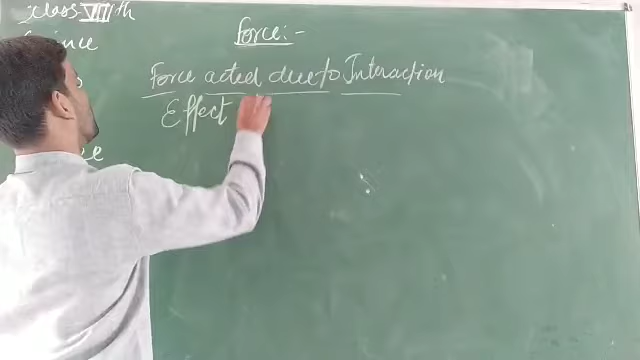 class VIIIth
Force:-
Force acted due to Interaction
Effect